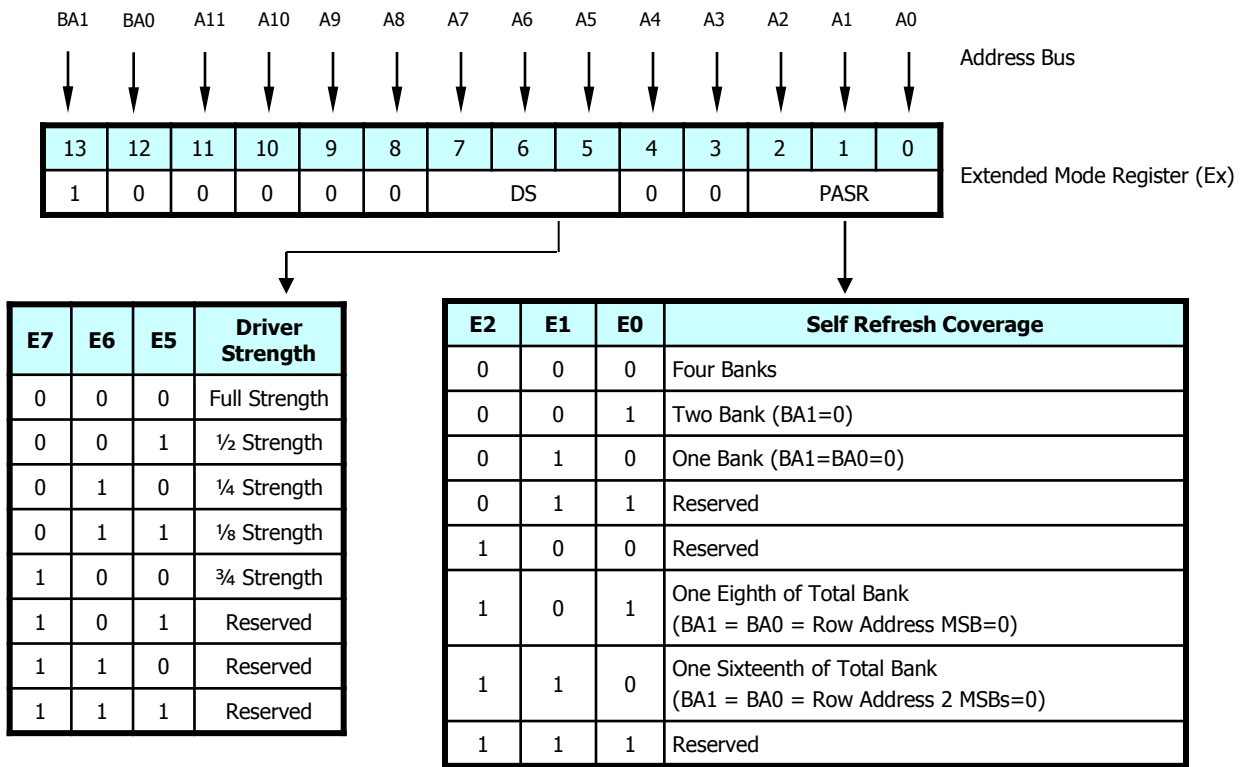 BA1 BA0 A11 A10 A9 A8 A7 A6 A5 A4 A3 A2 A1 A0
Address Bus
13 12 11 10 9 8 7 6 5 4 3 2 1 0
1 0 0 0 0 0 DS 0 0 PASR
Extended Mode Register (Ex)
E7 E6 E5 Driver
Strength
0 0 0 Full Strength
0 0 1 ½ Strength
0 1 0 ¼ Strength
0 1 1 ⅛ Strength
1 0 0 ¾ Strength
1 0 1 Reserved
1 1 0 Reserved
1 1 1 Reserved
E2 E1 E0 Self Refresh Coverage
0 0 0 Four Banks
0 0 1 Two Bank (BA1=0)
0 1 0 One Bank (BA1=BA0=0)
0 1 1 Reserved
1 0 0 Reserved
1 0 1 One Eighth of Total Bank
(BA1 = BA0 = Row Address MSB=0)
1 1 0 One Sixteenth of Total Bank
(BA1 = BA0 = Row Address 2 MSBs=0)
1 1 1 Reserved